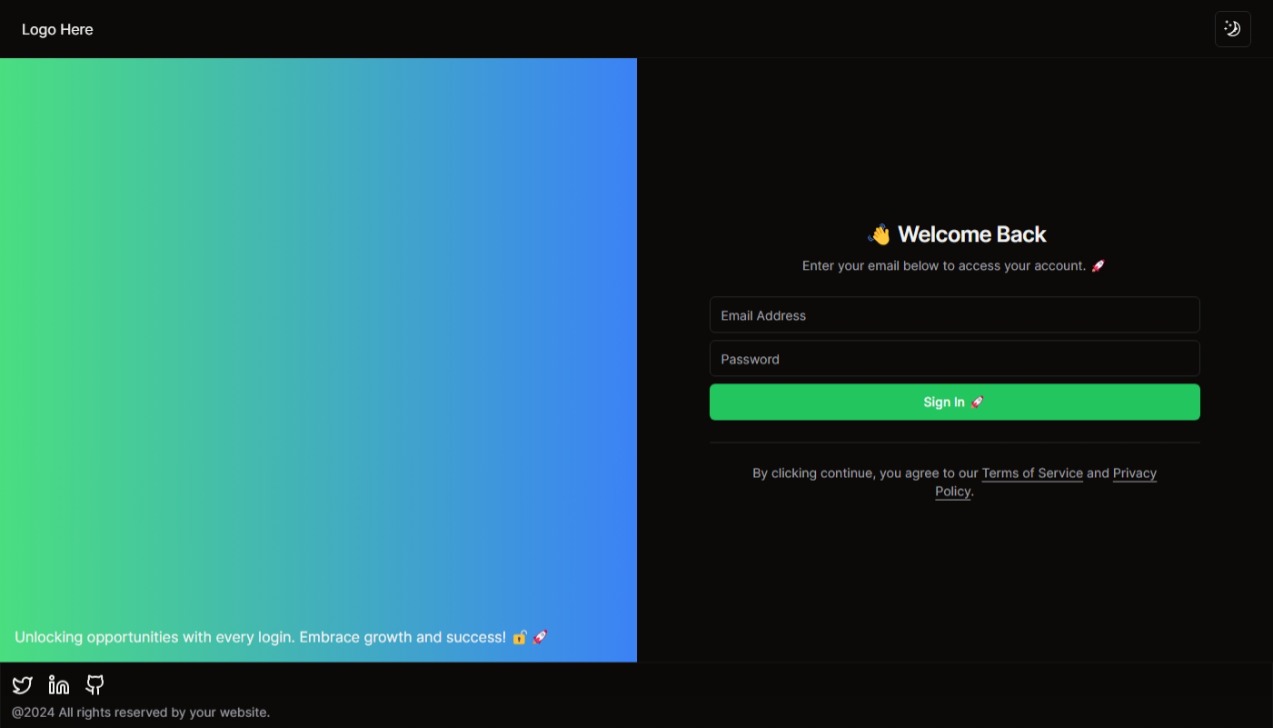 Logo Here
Unlocking opportunities with every login. Embrace growth and success! 🔓 🚀
👋 Welcome Back
Enter your email below to access your account. 🚀
Email Address
Password
Sign In 🚀
By clicking continue, you agree to our Terms of Service and Privacy
Policy.
@2024 All rights reserved by your website.